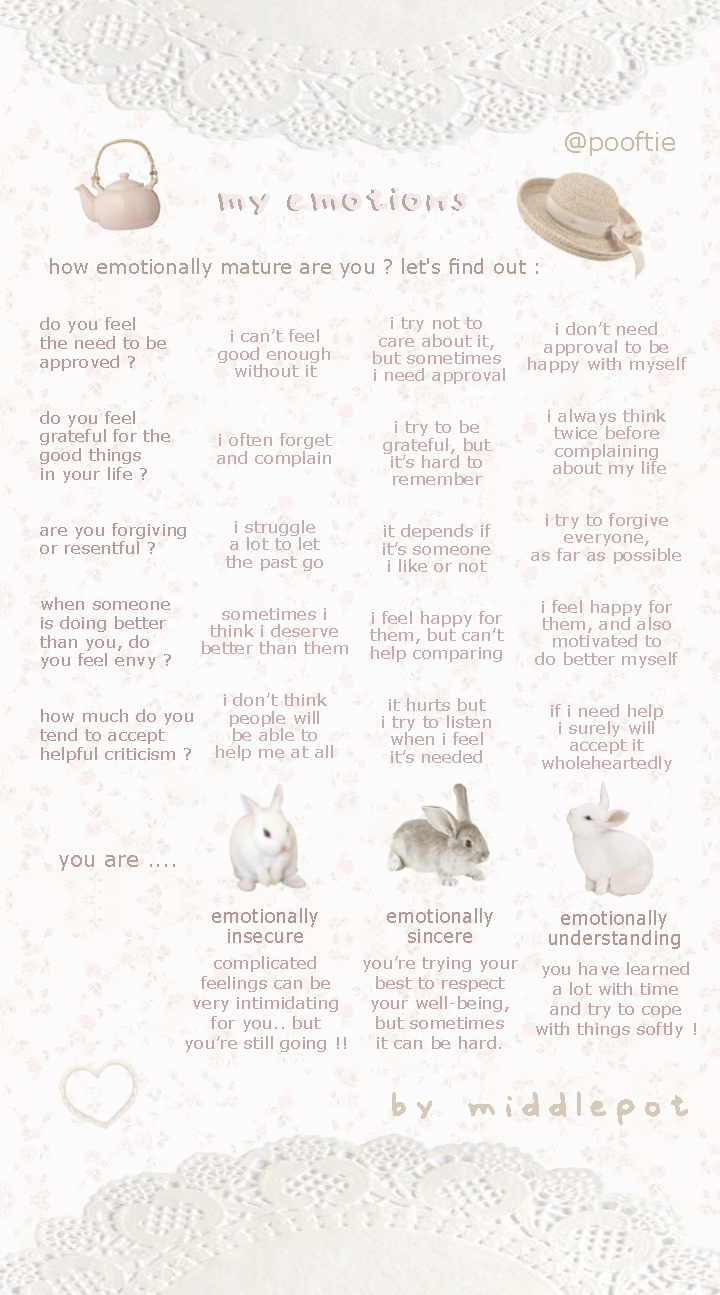 @pooftie
my emotions
how emotionally mature are you ? let's find out :
do you feel
the need to be
approved ?
i can't feel
good enough
without it
i try not to
care about it,
but sometimes
i need approval
i don't need
approval to be
happy with myself
do you feel
grateful for the
good things
in your life ?
i often forget
and complain
i try to be
grateful, but
it's hard to
remember
i always think
twice before
complaining
about my life
are you forgiving
or resentful ?
i struggle
a lot to let
the past go
it depends if
it's someone
i like or not
i try to forgive
everyone,
as far as possible
when someone
is doing better
than you, do
you feel envy ?
sometimes i
think i deserve
better than them
i feel happy for
them, but can't
help comparing
i feel happy for
them, and also
motivated to
do better myself
how much do you
tend to accept
helpful criticism ?
i don't think
people will
be able to
help me at all
it hurts but
i try to listen
when i feel
it's needed
if i need help
i surely will
accept it
wholeheartedly
you are ....
emotionally
insecure
complicated
feelings can be
very intimidating
for you.. but
you're still going !!
emotionally
sincere
you're trying your
best to respect
your well-being,
but sometimes
it can be hard.
emotionally
understanding
you have learned
a lot with time
and try to cope
with things softly !
by middlepot